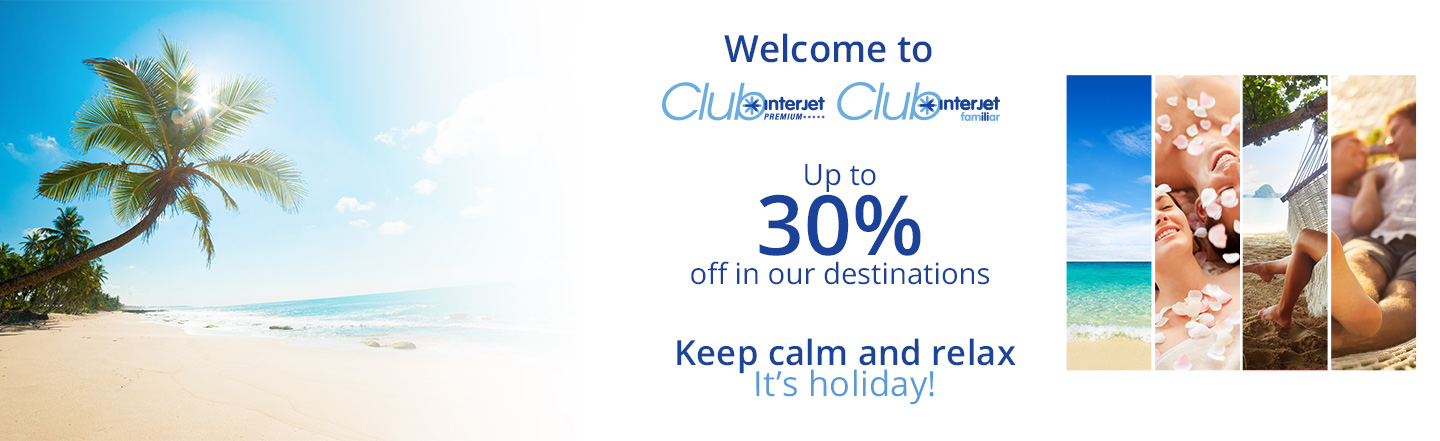 Welcome to
Club interjet Club interjet
PREMIUM familiar
Up to
30%
off in our destinations
Keep calm and relax
It's holiday!